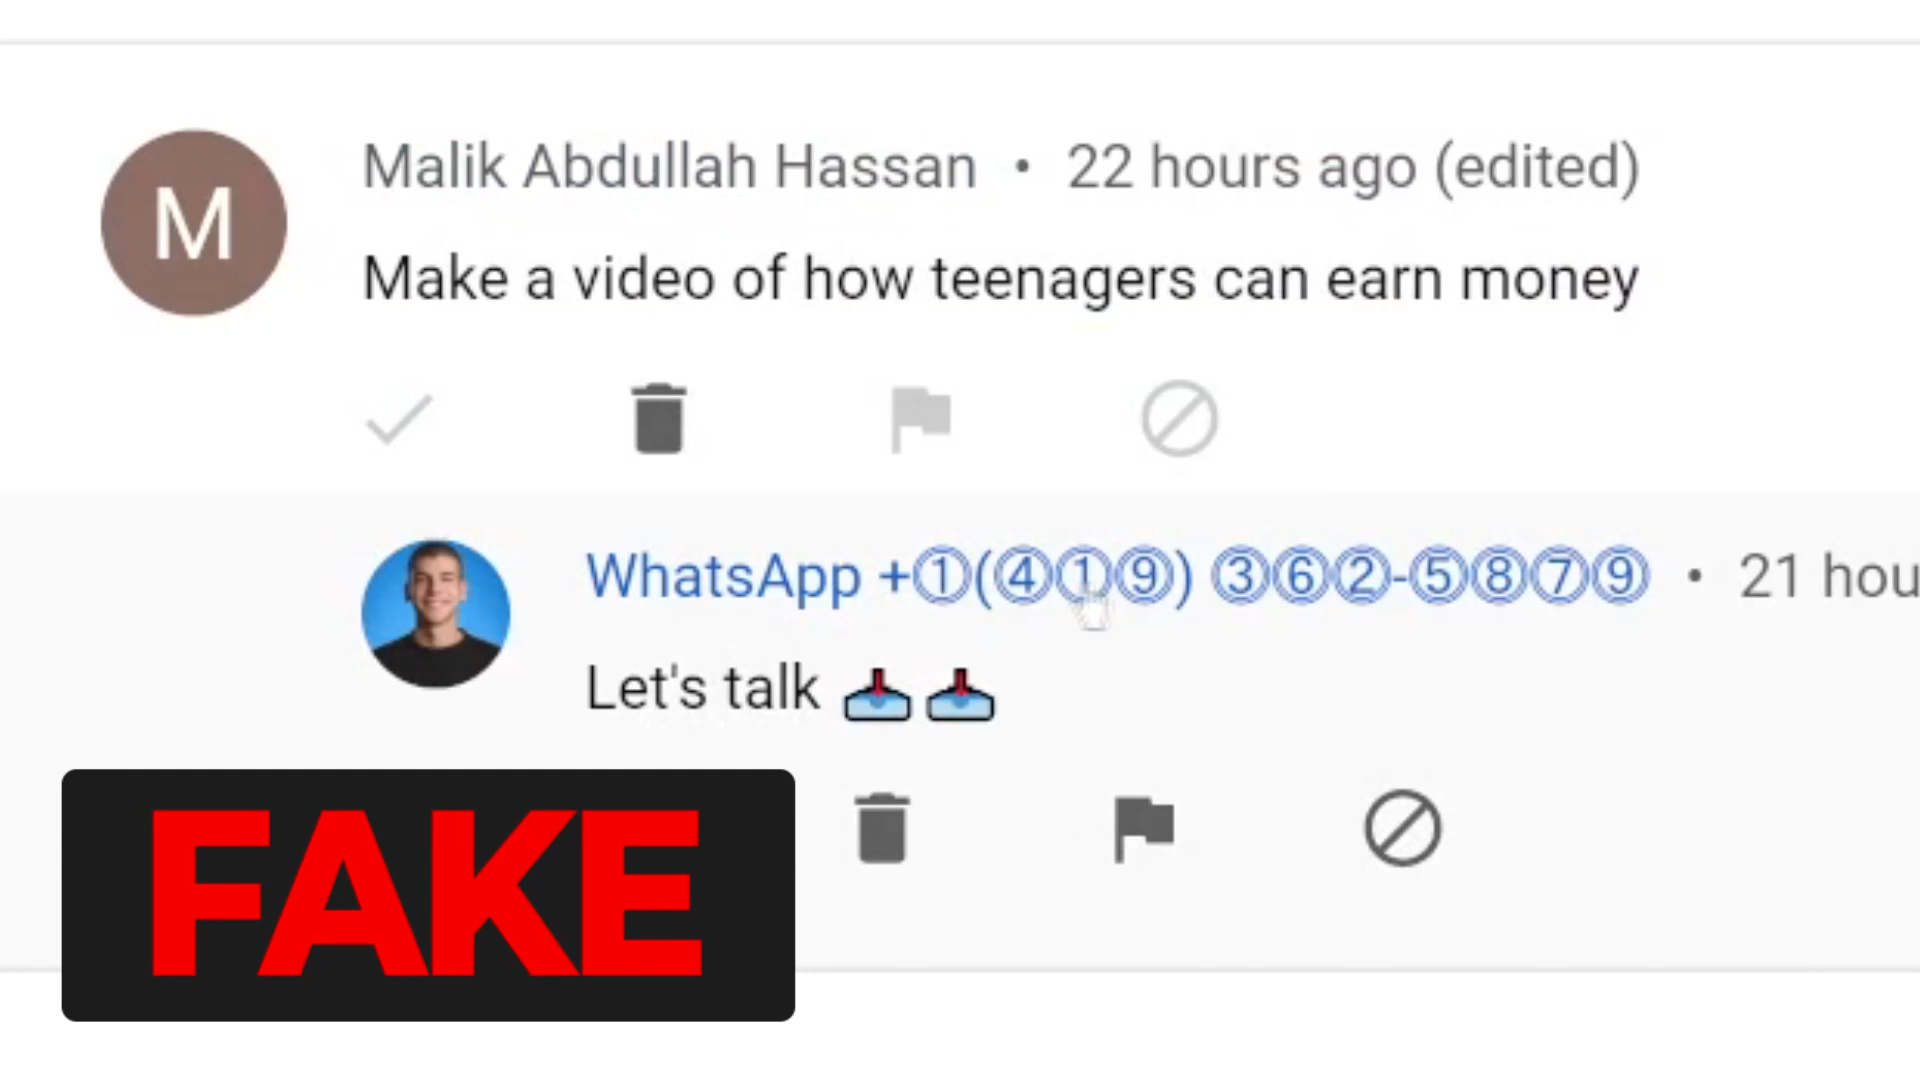 M
Malik Abdullah Hassan • 22 hours ago (edited)
Make a video of how teenagers can earn money
WhatsApp +①(④①⑨) ③⑥②-⑤⑧⑦⑨ • 21 hou
Let's talk 📥📥
FAKE